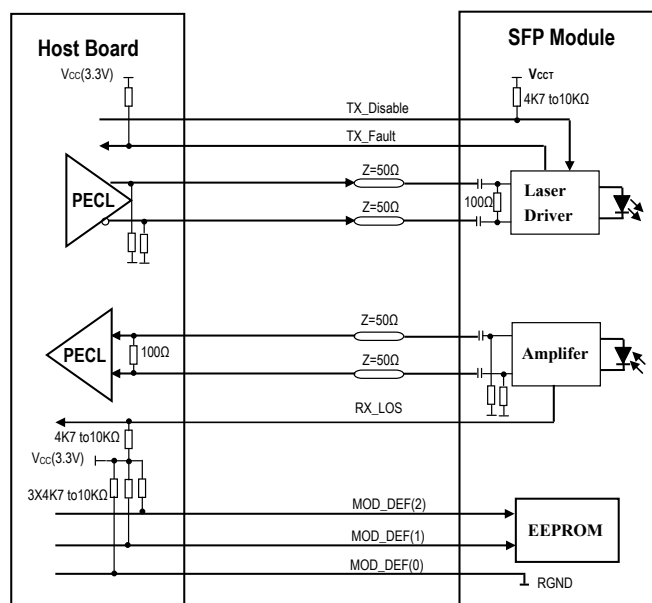 Host Board
SFP Module
Vcc(3.3V)
VCCT
4K7 to10KΩ
TX_Disable
TX_Fault
PECL
Z=50Ω
Z=50Ω
100Ω
Laser
Driver
PECL
100Ω
Z=50Ω
Z=50Ω
Amplifer
RX_LOS
4K7 to10KΩ
Vcc(3.3V)
3X4K7 to10KΩ
MOD_DEF(2)
MOD_DEF(1)
MOD_DEF(0)
EEPROM
RGND